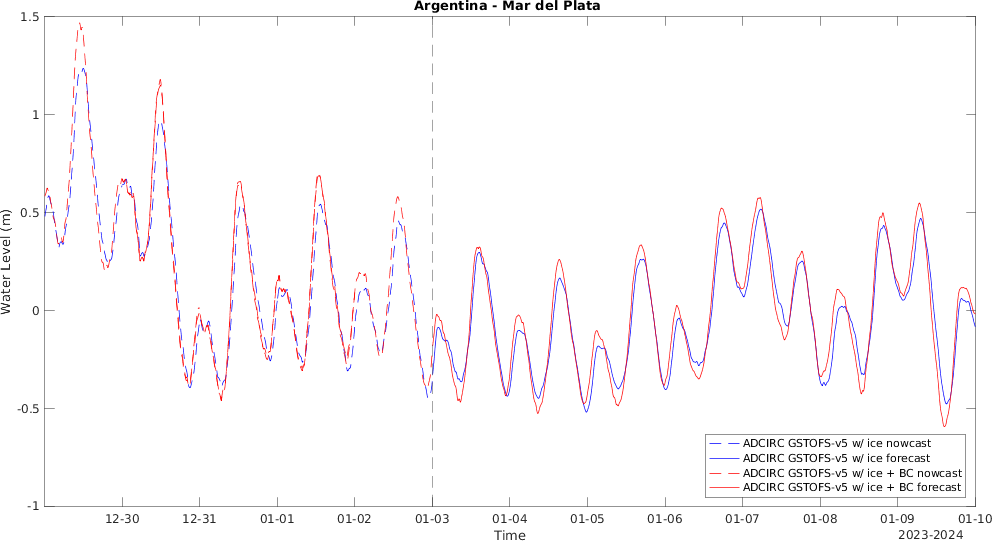 Argentina - Mar del Plata
1.5
1
0.5
0
-0.5
-1
Water Level (m)
12-30
12-31
01-01
01-02
01-03
01-04
01-05
01-06
01-07
01-08
01-09
01-10
Time
2023-2024
ADCIRC GSTOFS-v5 w/ ice nowcast
ADCIRC GSTOFS-v5 w/ ice forecast
ADCIRC GSTOFS-v5 w/ ice + BC nowcast
ADCIRC GSTOFS-v5 w/ ice + BC forecast